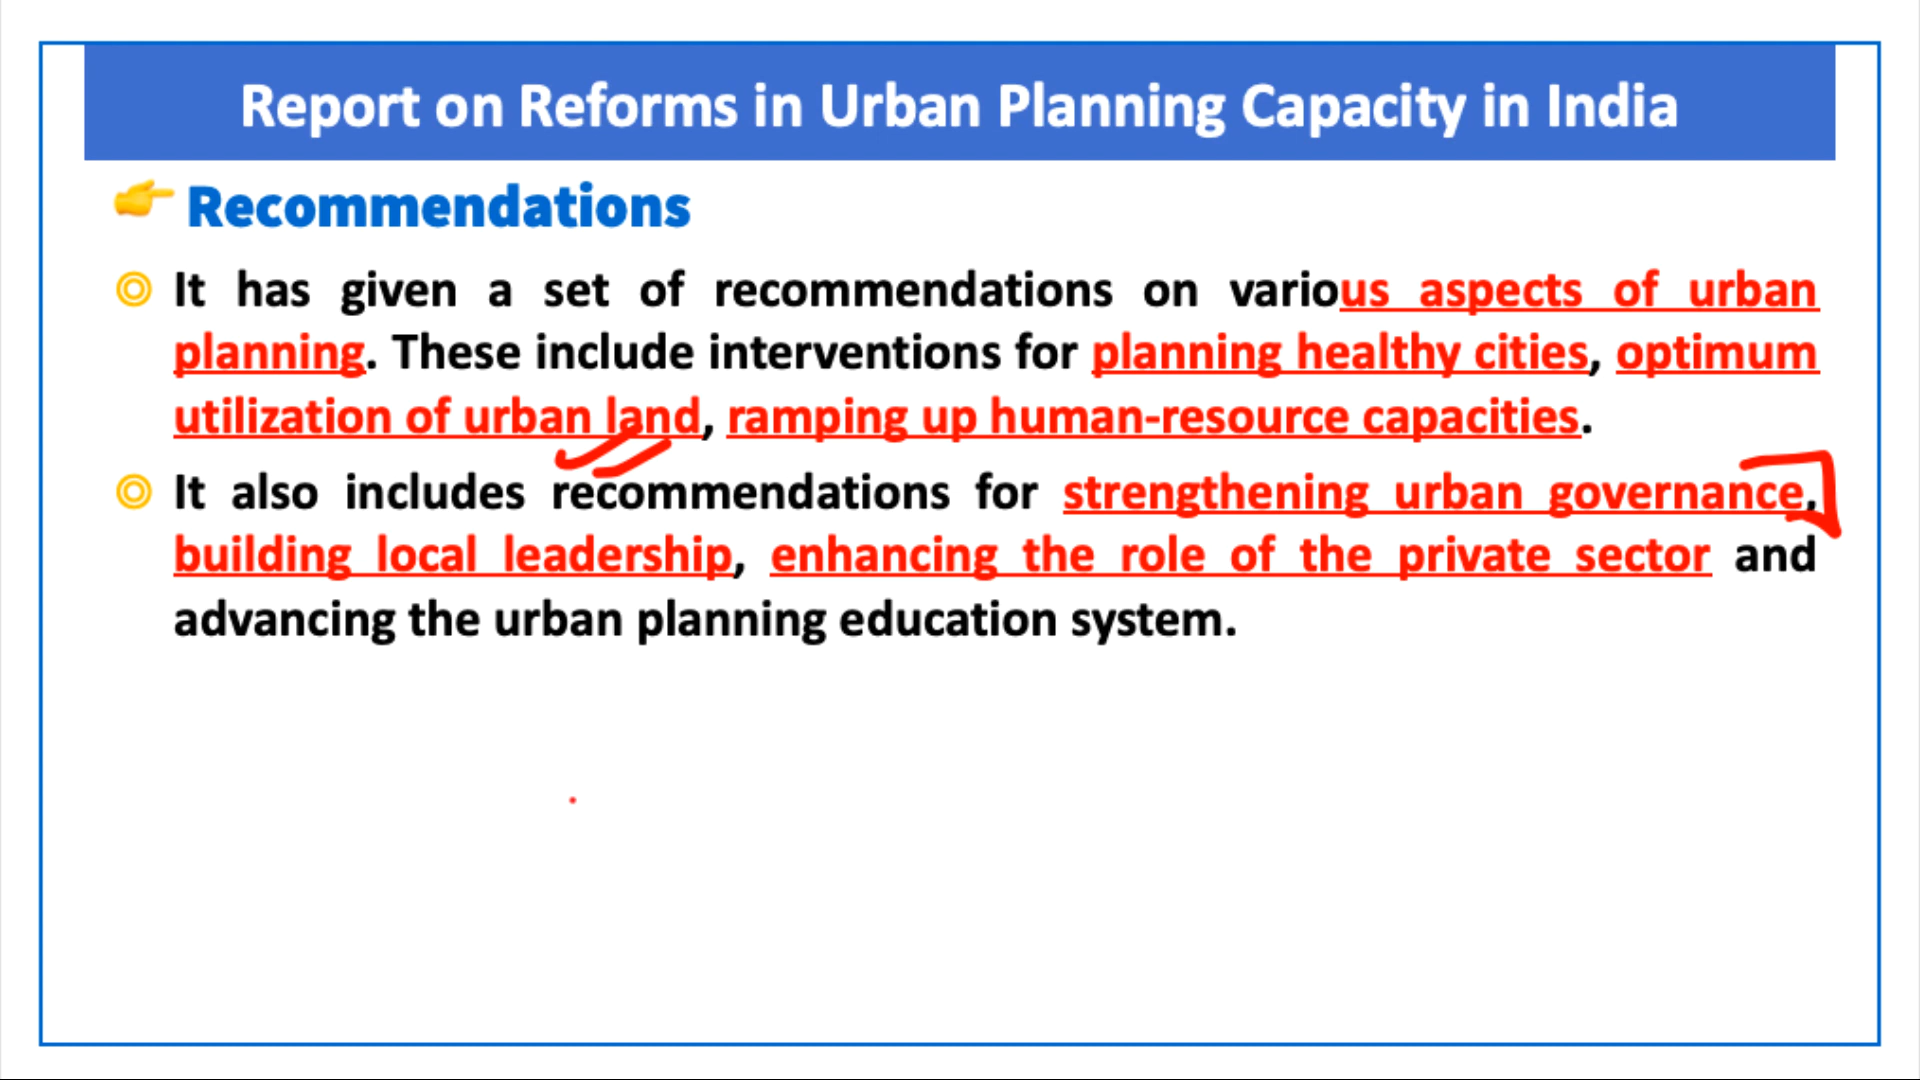 Report on Reforms in Urban Planning Capacity in India
Recommendations
It has given a set of recommendations on various aspects of urban
planning. These include interventions for planning healthy cities, optimum
utilization of urban land, ramping up human-resource capacities.
It also includes recommendations for strengthening urban governance,
building local leadership, enhancing the role of the private sector and
advancing the urban planning education system.